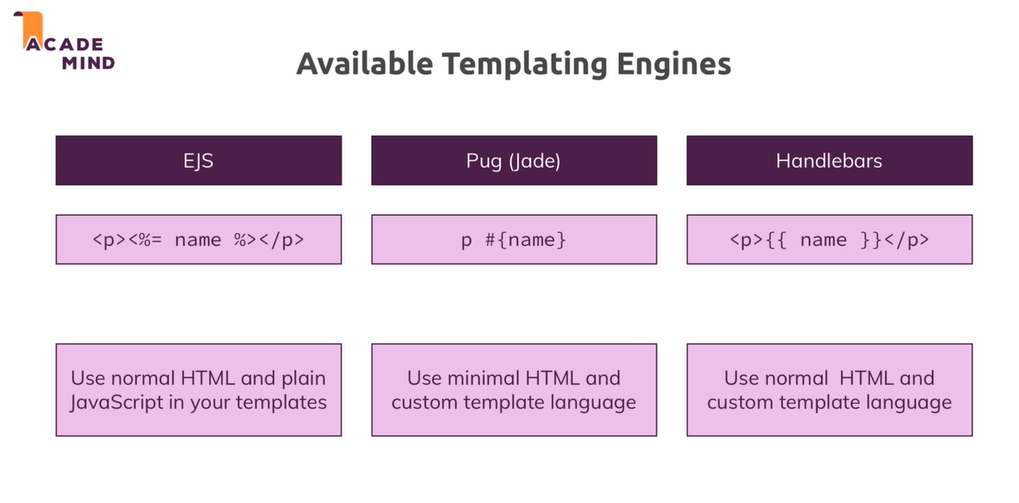 ACADE
MIND
Available Templating Engines
EJS
Pug (Jade)
Handlebars
<p><%= name %></p>
p #{name}
<p>{{ name }}</p>
Use normal HTML and plain
JavaScript in your templates
Use minimal HTML and
custom template language
Use normal  HTML and
custom template language